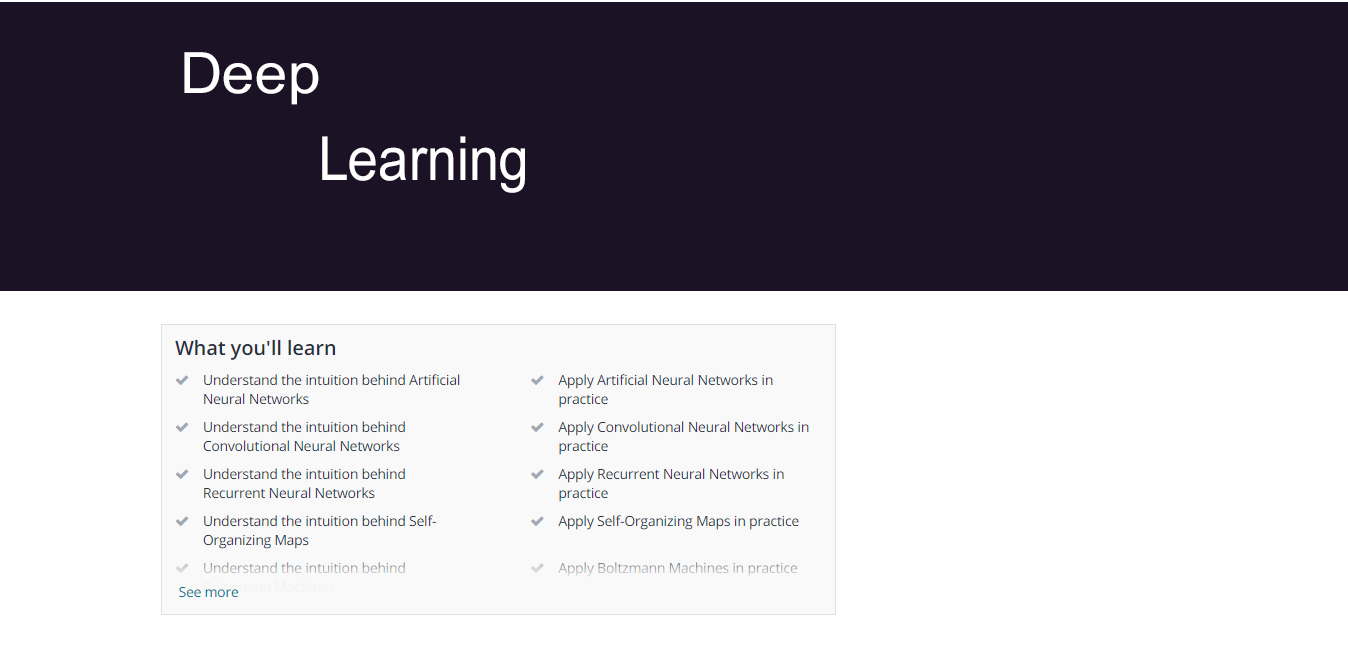 Deep
Learning
What you'll learn
Understand the intuition behind Artificial
Neural Networks
Apply Artificial Neural Networks in
practice
Understand the intuition behind
Convolutional Neural Networks
Apply Convolutional Neural Networks in
practice
Understand the intuition behind
Recurrent Neural Networks
Apply Recurrent Neural Networks in
practice
Understand the intuition behind Self-
Organizing Maps
Apply Self-Organizing Maps in practice
Understand the intuition behind
Apply Boltzmann Machines in practice
See more